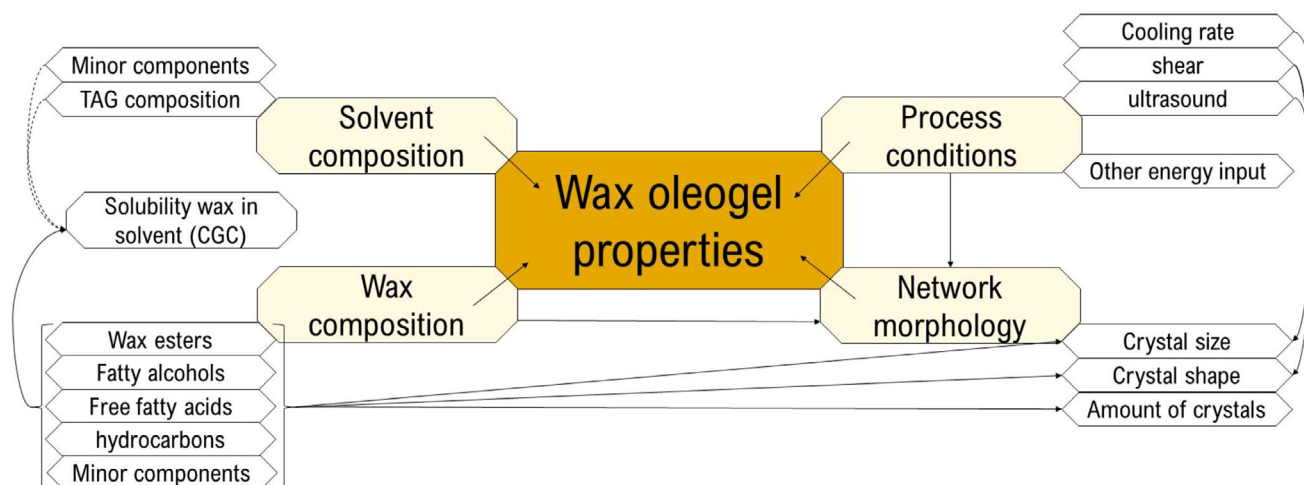 Minor components
TAG composition
Solvent
composition
Solubility wax in
solvent (CGC)
Wax
composition
Wax esters
Fatty alcohols
Free fatty acids
hydrocarbons
Minor components
Wax oleogel
properties
Cooling rate
shear
ultrasound
Process
conditions
Other energy input
Network
morphology
Crystal size
Crystal shape
Amount of crystals